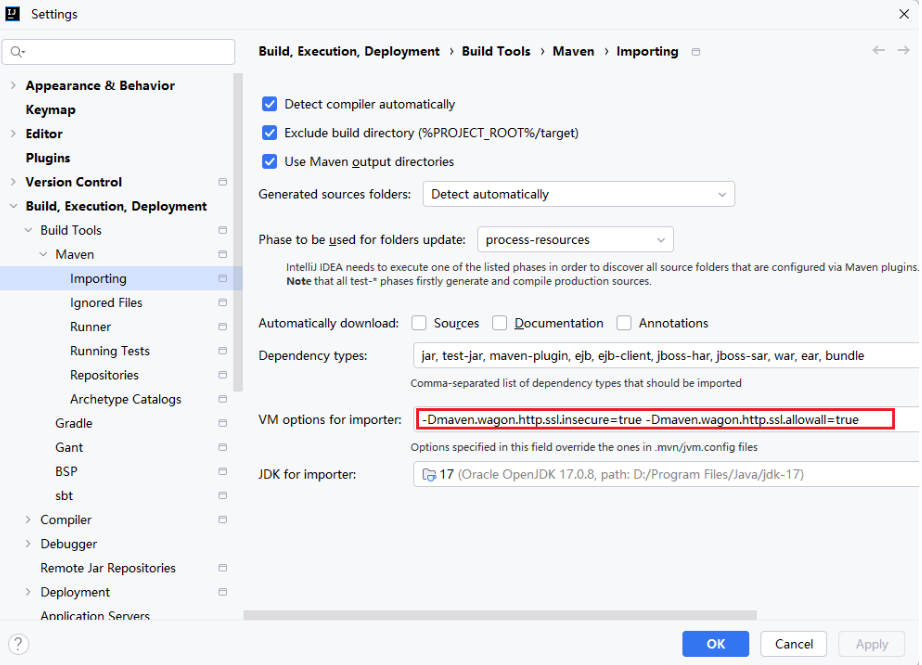 Settings
Build, Execution, Deployment › Build Tools › Maven › Importing
Appearance & Behavior
Keymap
Editor
Plugins
Version Control
Build, Execution, Deployment
Build Tools
Maven
Importing
Ignored Files
Runner
Running Tests
Repositories
Archetype Catalogs
Gradle
Gant
BSP
sbt
Compiler
Debugger
Remote Jar Repositories
Deployment
Application Servers
Detect compiler automatically
Exclude build directory (%PROJECT_ROOT%/target)
Use Maven output directories
Generated sources folders: Detect automatically
Phase to be used for folders update: process-resources
IntelliJ IDEA needs to execute one of the listed phases in order to discover all source folders that are configured via Maven plugins.
Note that all test-* phases firstly generate and compile production sources.
Automatically download: Sources Documentation Annotations
Dependency types: jar, test-jar, maven-plugin, ejb, ejb-client, jboss-har, jboss-sar, war, ear, bundle
Comma-separated list of dependency types that should be imported
VM options for importer: -Dmaven.wagon.http.ssl.insecure=true -Dmaven.wagon.http.ssl.allowall=true
Options specified in this field override the ones in .mvn/jvm.config files
JDK for importer: 17 (Oracle OpenJDK 17.0.8, path: D:/Program Files/Java/jdk-17)
? OK Cancel Apply